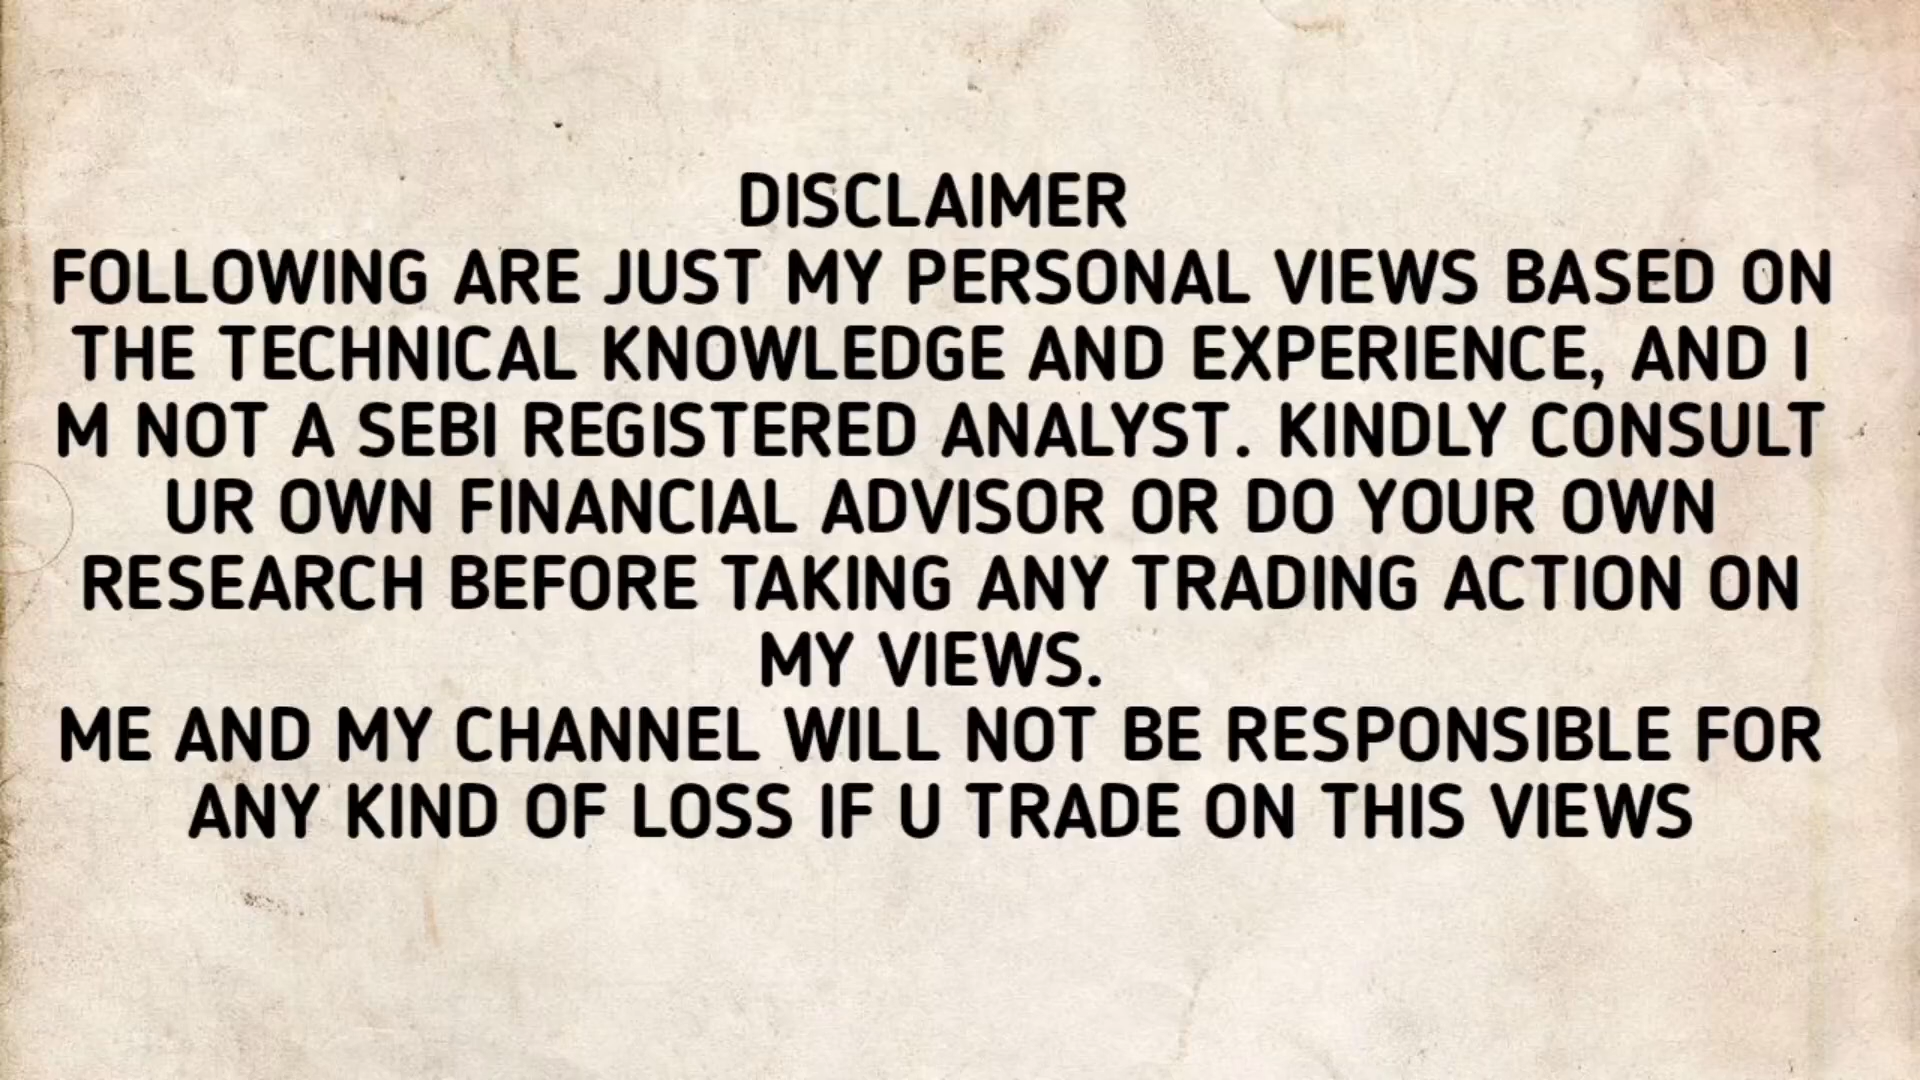 DISCLAIMER
FOLLOWING ARE JUST MY PERSONAL VIEWS BASED ON
THE TECHNICAL KNOWLEDGE AND EXPERIENCE, AND I
M NOT A SEBI REGISTERED ANALYST. KINDLY CONSULT
UR OWN FINANCIAL ADVISOR OR DO YOUR OWN
RESEARCH BEFORE TAKING ANY TRADING ACTION ON
MY VIEWS.
ME AND MY CHANNEL WILL NOT BE RESPONSIBLE FOR
ANY KIND OF LOSS IF U TRADE ON THIS VIEWS